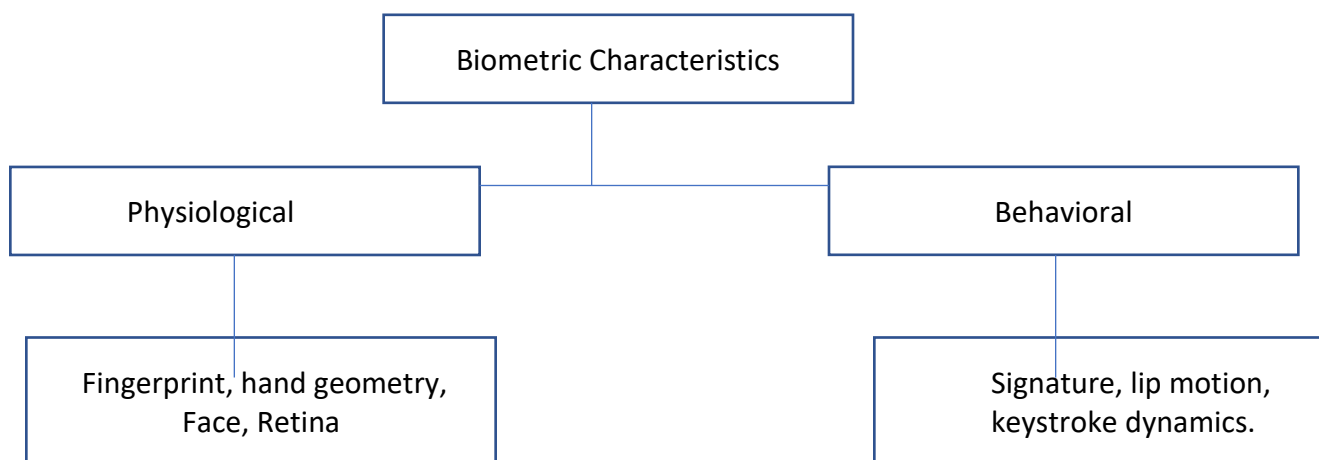 Biometric Characteristics
Physiological
Behavioral
Fingerprint, hand geometry,
Face, Retina
Signature, lip motion,
keystroke dynamics.